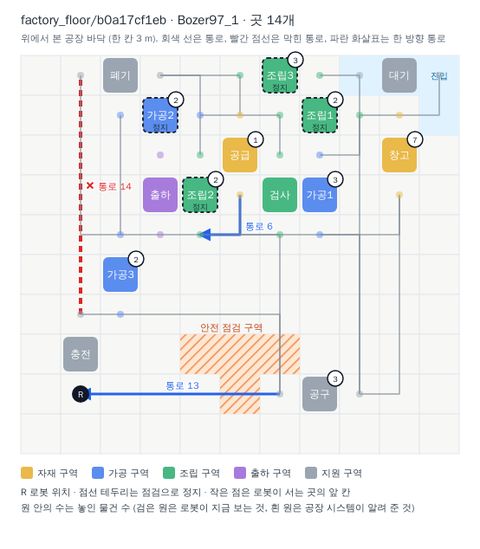 factory_floor/b0a17cf1eb · Bozer97_1 · 곳 14개
위에서 본 공장 바닥 (한 칸 3 m). 회색 선은 통로, 빨간 점선은 막힌 통로, 파란 화살표는 한 방향 통로
폐기
조립3
정지
3
대기
진입
가공2
정지
2
조립1
정지
2
공급
1
창고
7
✕ 통로 14
출하
조립2
정지
2
검사
가공1
3
통로 6
가공3
2
안전 점검 구역
충전
통로 13
R
공구
3
자재 구역 가공 구역 조립 구역 출하 구역 지원 구역
R 로봇 위치 · 점선 테두리는 점검으로 정지 · 작은 점은 로봇이 서는 곳의 앞 칸
원 안의 수는 놓인 물건 수 (검은 원은 로봇이 지금 보는 것, 흰 원은 공장 시스템이 알려 준 것)